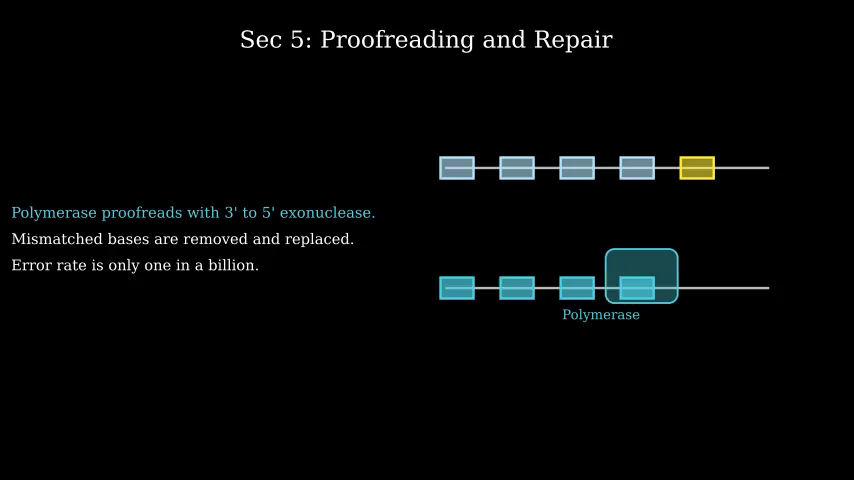 Sec 5: Proofreading and Repair
Polymerase proofreads with 3' to 5' exonuclease.
Mismatched bases are removed and replaced.
Error rate is only one in a billion.
Polymerase